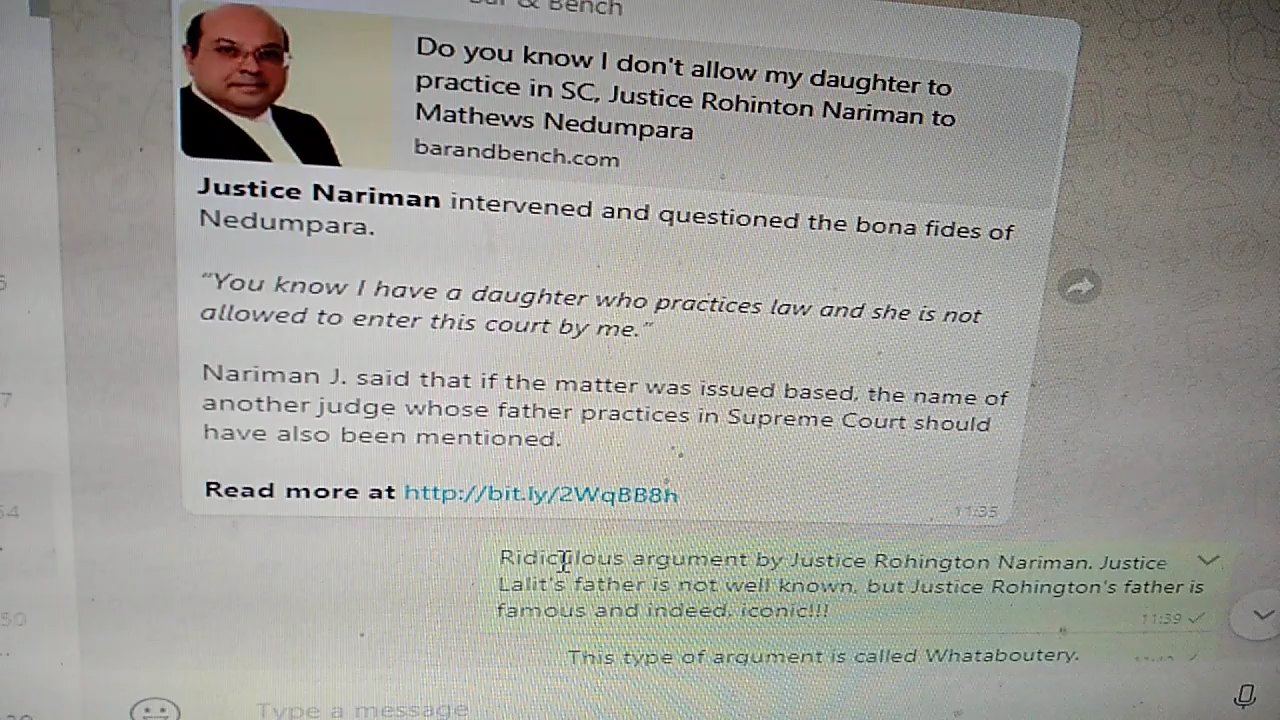 & Bench
Do you know I don't allow my daughter to
practice in SC, Justice Rohinton Nariman to
Mathews Nedumpara
barandbench.com
Justice Nariman intervened and questioned the bona fides of
Nedumpara.
“You know I have a daughter who practices law and she is not
allowed to enter this court by me.”
Nariman J. said that if the matter was issued based, the name of
another judge whose father practices in Supreme Court should
have also been mentioned.
Read more at http://bit.ly/2WqBB8h
11:35
Ridiculous argument by Justice Rohington Nariman. Justice
Lalit's father is not well known, but Justice Rohington's father is
famous and indeed, iconic!!!
11:39
This type of argument is called Whataboutery.
Type a message